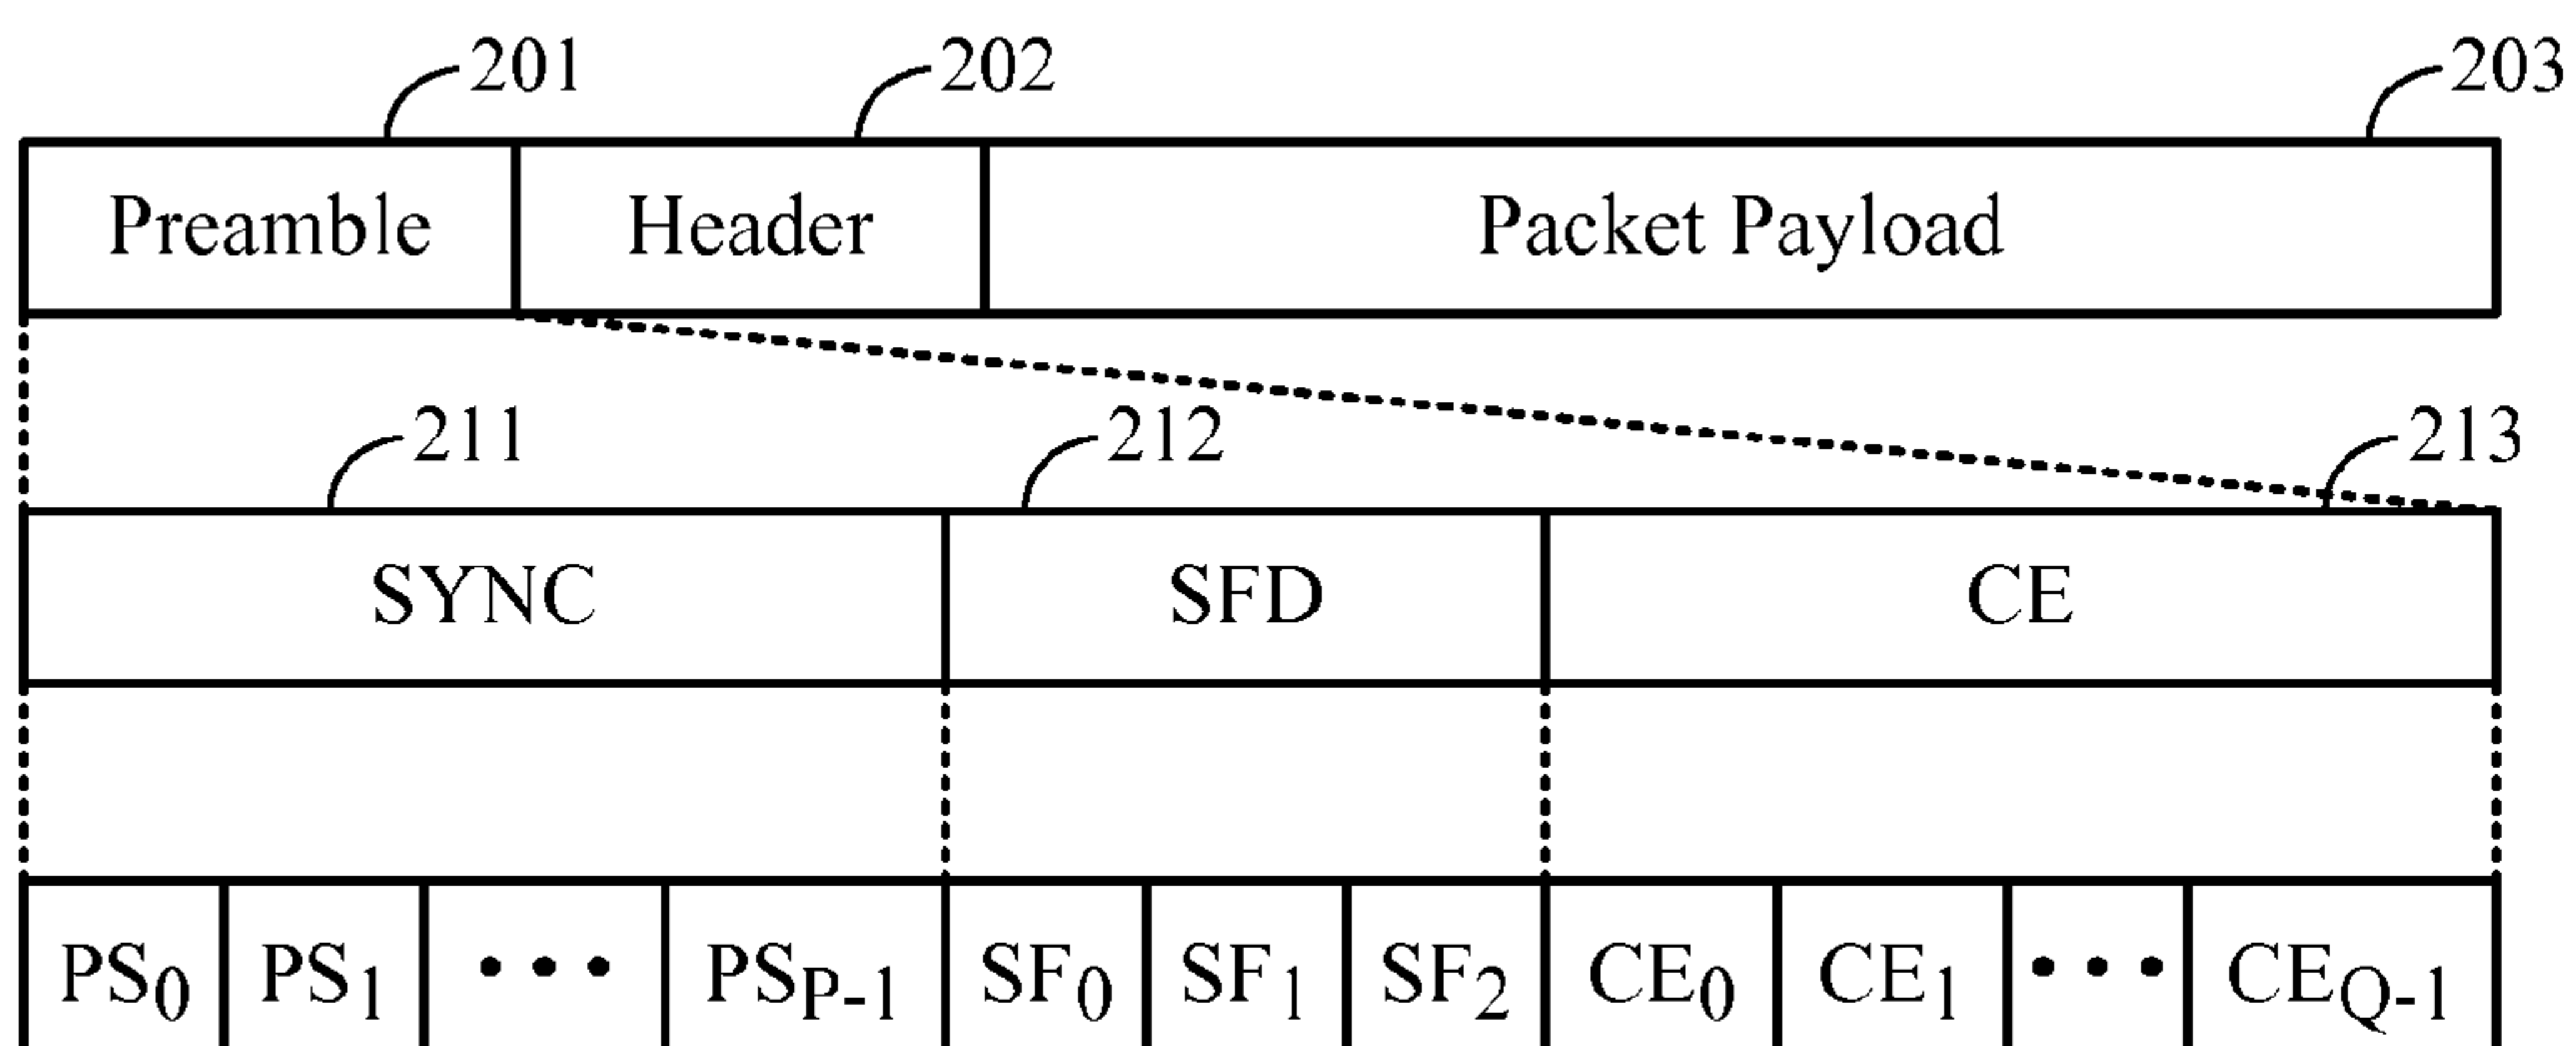 201 202 203
Preamble Header Packet Payload
211 212 213
SYNC SFD CE
PS0 PS1 ••• PSP-1 SF0 SF1 SF2 CE0 CE1 ••• CEQ-1